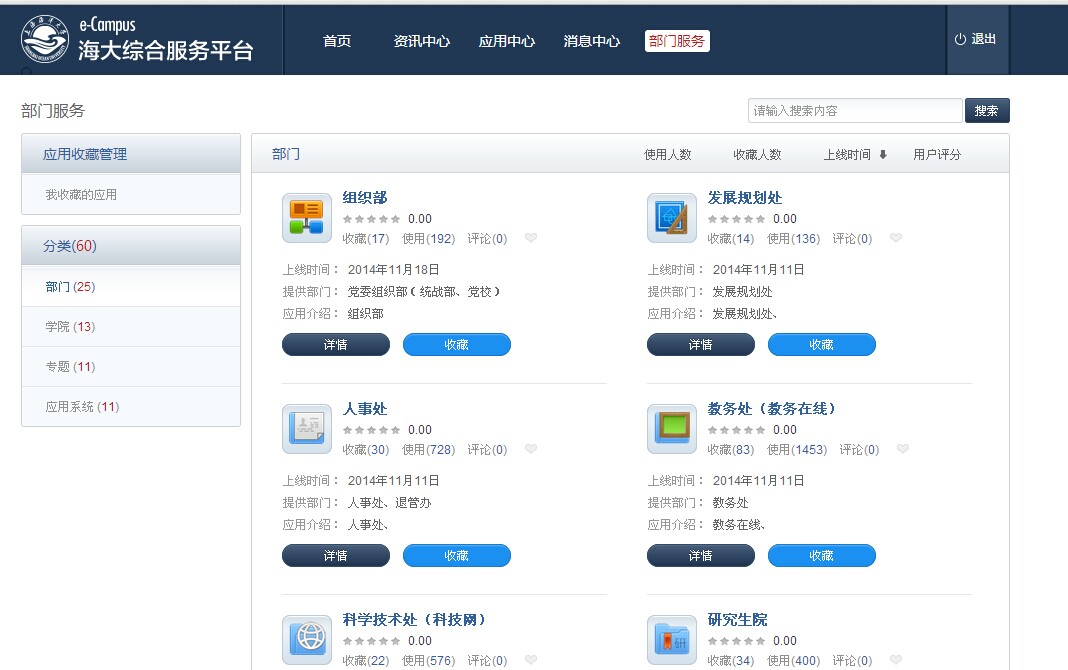 e-Campus
海大综合服务平台
首页 资讯中心 应用中心 消息中心 部门服务 退出
部门服务
请输入搜索内容 搜索
应用收藏管理
我收藏的应用
分类(60)
部门 (25)
学院 (13)
专题 (11)
应用系统 (11)
部门 使用人数 收藏人数 上线时间 用户评分
组织部
0.00
收藏(17) 使用(192) 评论(0)
上线时间： 2014年11月18日
提供部门： 党委组织部（统战部、党校）
应用介绍： 组织部
详情 收藏
发展规划处
0.00
收藏(14) 使用(136) 评论(0)
上线时间： 2014年11月11日
提供部门： 发展规划处
应用介绍： 发展规划处、
详情 收藏
人事处
0.00
收藏(30) 使用(728) 评论(0)
上线时间： 2014年11月11日
提供部门： 人事处、退管办
应用介绍： 人事处、
详情 收藏
教务处（教务在线）
0.00
收藏(83) 使用(1453) 评论(0)
上线时间： 2014年11月11日
提供部门： 教务处
应用介绍： 教务在线、
详情 收藏
科学技术处（科技网）
0.00
收藏(22) 使用(576) 评论(0)
研
研究生院
0.00
收藏(34) 使用(400) 评论(0)